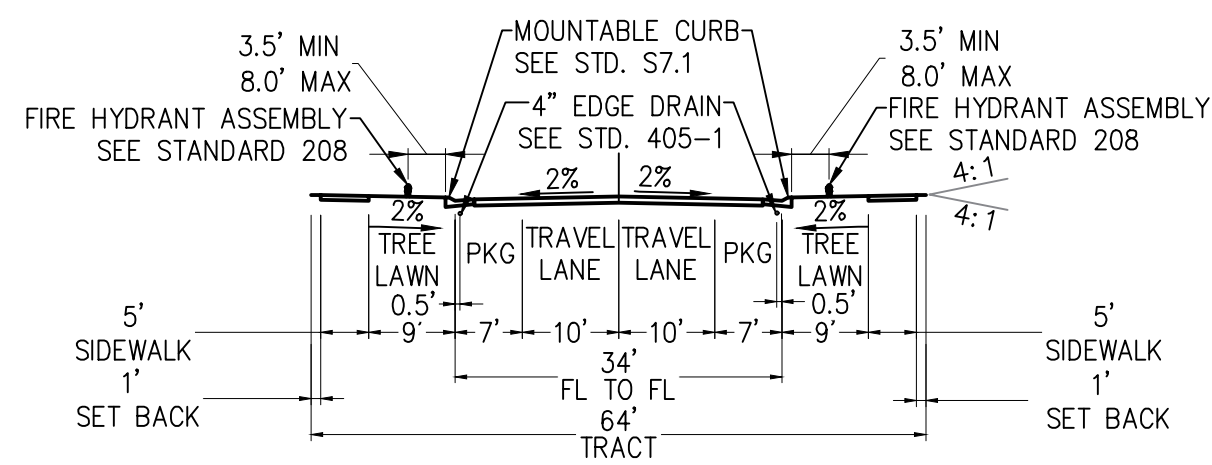 3.5' MIN
8.0' MAX
FIRE HYDRANT ASSEMBLY
SEE STANDARD 208
MOUNTABLE CURB
SEE STD. S7.1
4" EDGE DRAIN
SEE STD. 405-1
3.5' MIN
8.0' MAX
FIRE HYDRANT ASSEMBLY
SEE STANDARD 208
2% 2%
4:1
4:1
2%
TREE
LAWN
0.5'
PKG
TRAVEL
LANE
TRAVEL
LANE
PKG
2%
TREE
LAWN
0.5'
5'
SIDEWALK
1'
SET BACK
9' 7' 10' 10' 7' 9'
34'
FL TO FL
64'
TRACT
5'
SIDEWALK
1'
SET BACK